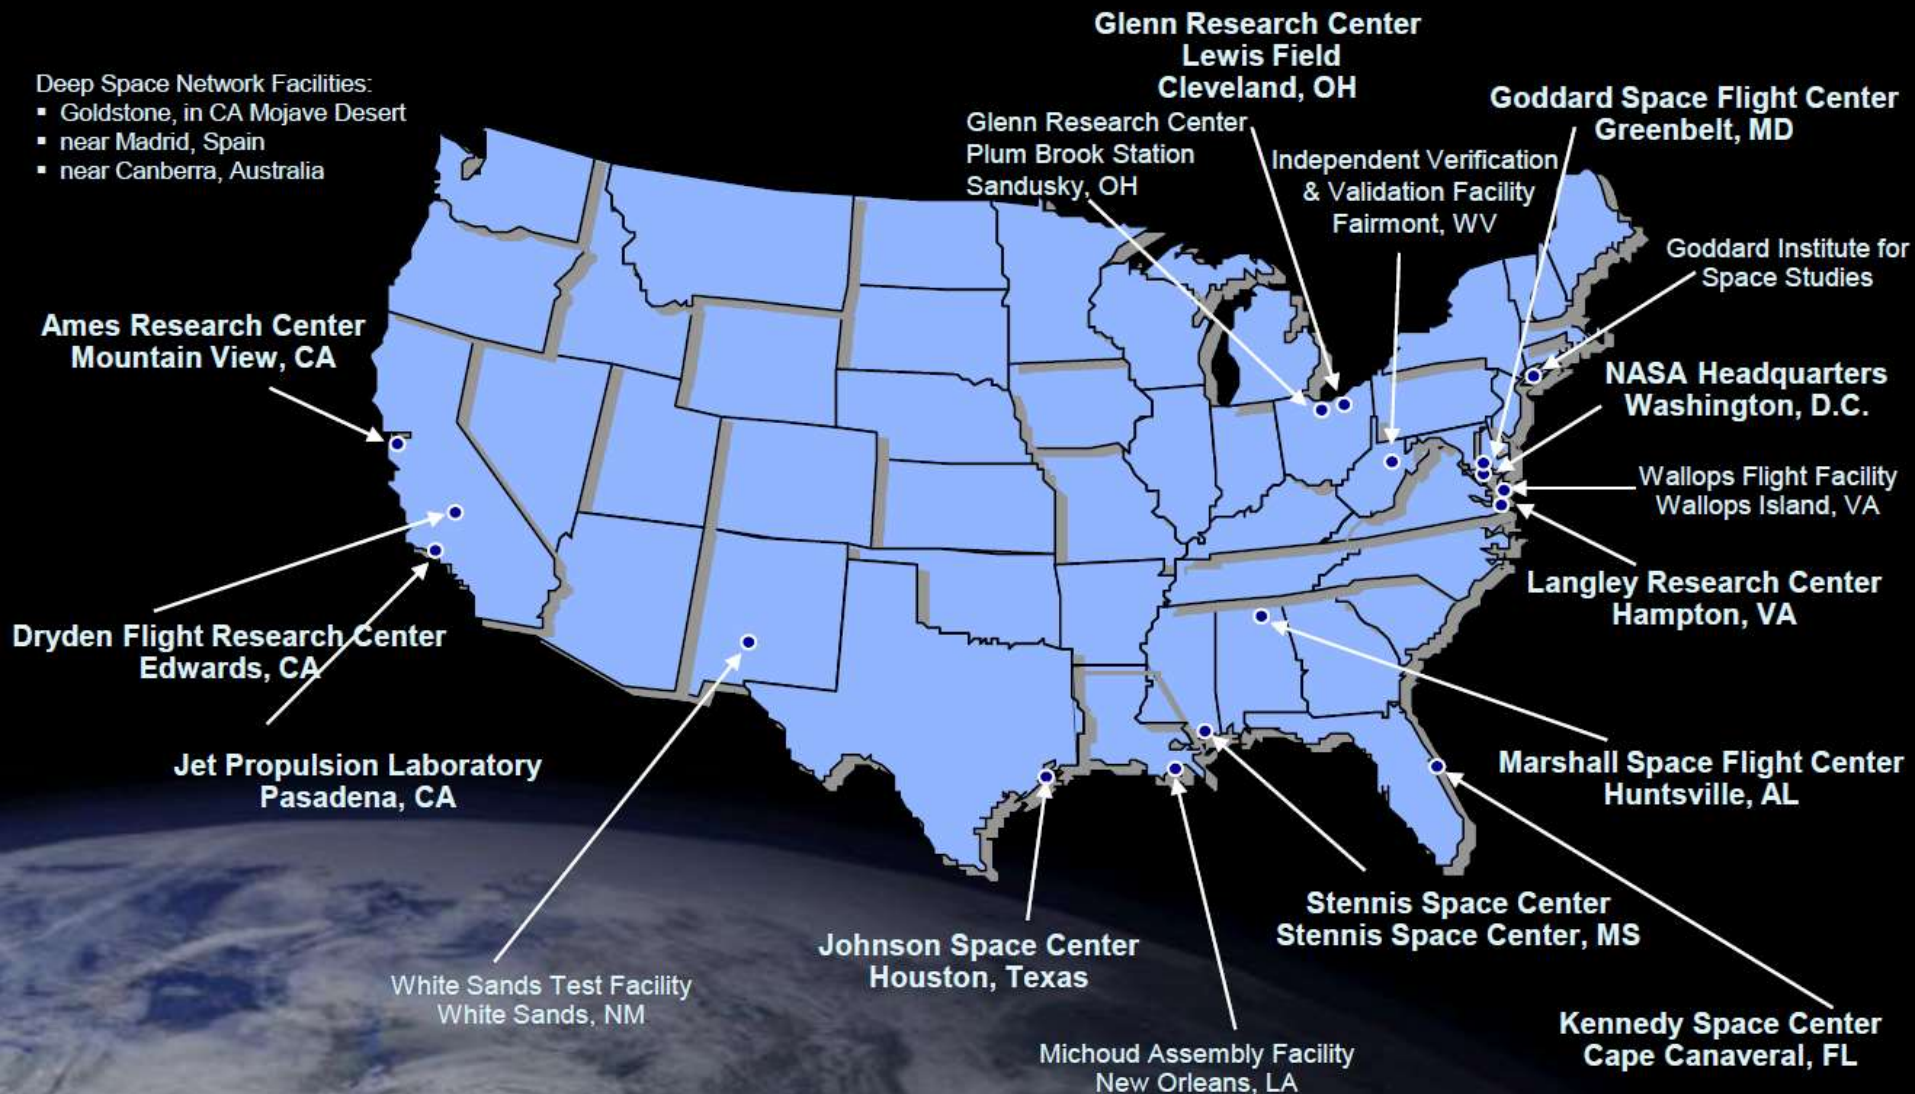 Glenn Research Center
Lewis Field
Cleveland, OH
Deep Space Network Facilities:
▪ Goldstone, in CA Mojave Desert
▪ near Madrid, Spain
▪ near Canberra, Australia
Goddard Space Flight Center
Greenbelt, MD
Glenn Research Center
Plum Brook Station
Sandusky, OH
Independent Verification
& Validation Facility
Fairmont, WV
Goddard Institute for
Space Studies
Ames Research Center
Mountain View, CA
NASA Headquarters
Washington, D.C.
Wallops Flight Facility
Wallops Island, VA
Langley Research Center
Hampton, VA
Dryden Flight Research Center
Edwards, CA
Jet Propulsion Laboratory
Pasadena, CA
Marshall Space Flight Center
Huntsville, AL
Stennis Space Center
Stennis Space Center, MS
Johnson Space Center
Houston, Texas
White Sands Test Facility
White Sands, NM
Kennedy Space Center
Cape Canaveral, FL
Michoud Assembly Facility
New Orleans, LA